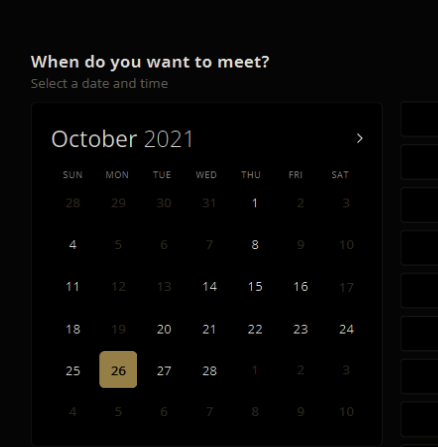 When do you want to meet?
Select a date and time
October 2021
SUN MON TUE WED THU FRI SAT
28 29 30 31 1 2 3
4 5 6 7 8 9 10
11 12 13 14 15 16 17
18 19 20 21 22 23 24
25 26 27 28 1 2 3
4 5 6 7 8 9 10